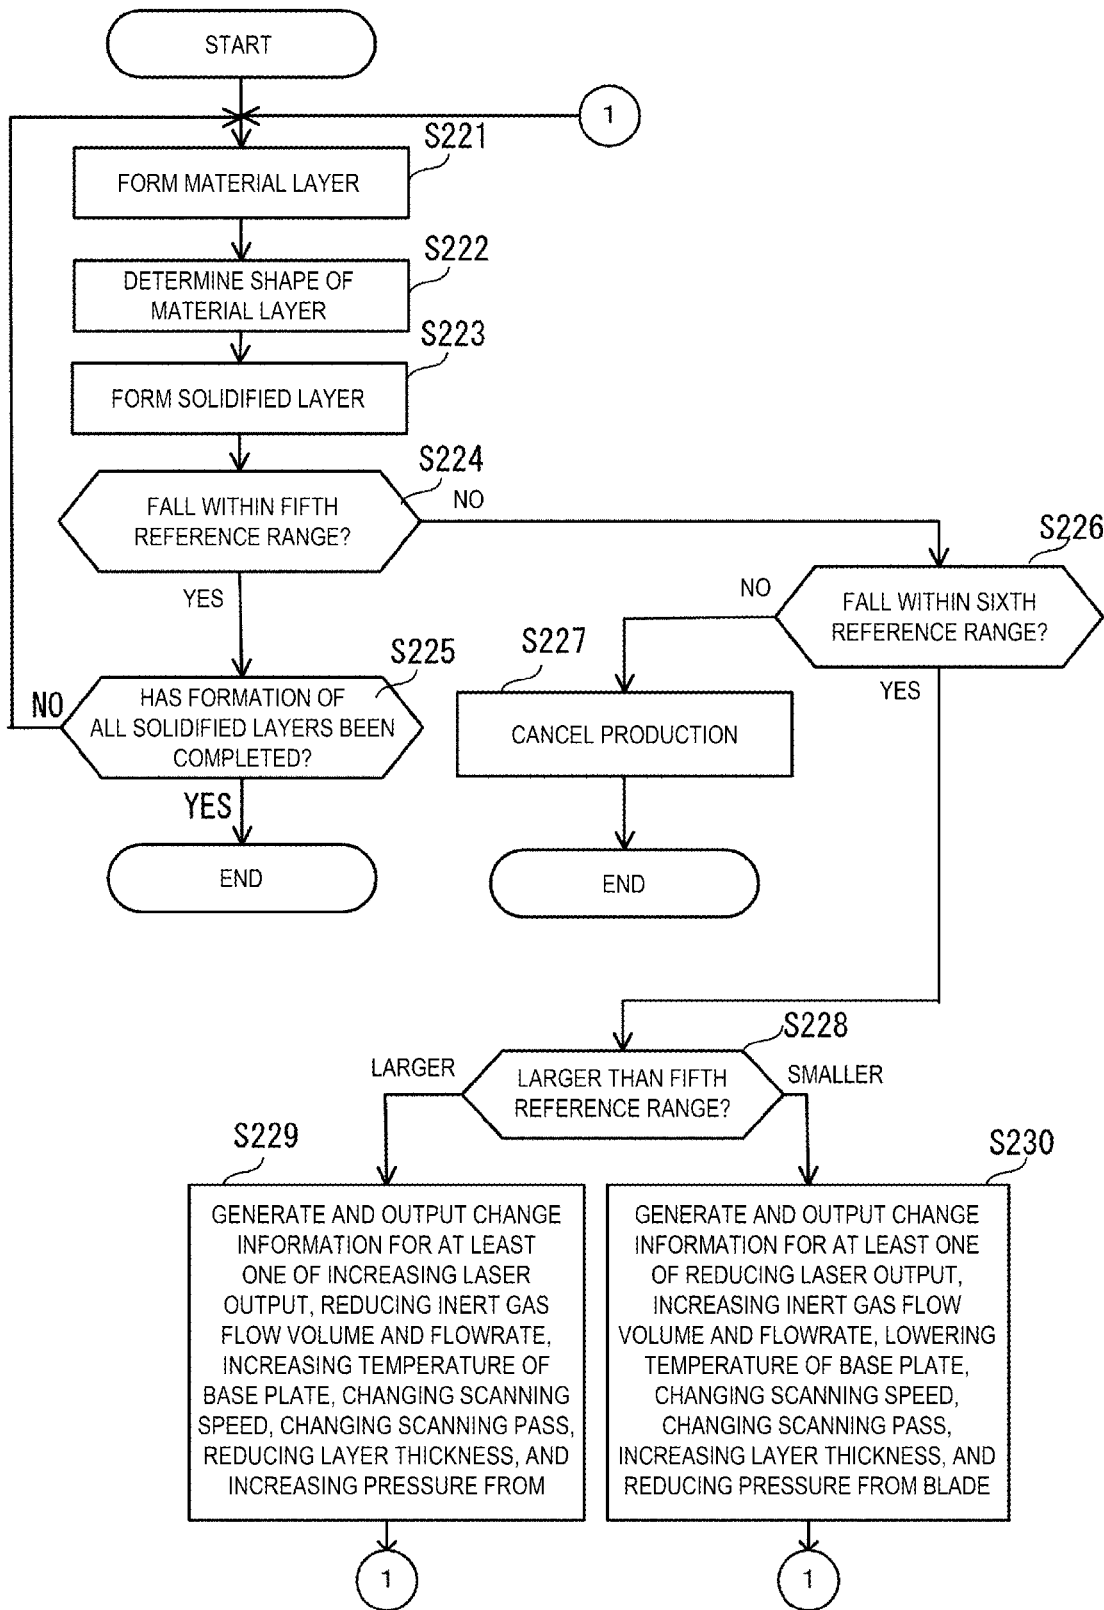 START
1
S221
FORM MATERIAL LAYER
S222
DETERMINE SHAPE OF
MATERIAL LAYER
S223
FORM SOLIDIFIED LAYER
S224
FALL WITHIN FIFTH
REFERENCE RANGE?
NO
YES
S225
HAS FORMATION OF
ALL SOLIDIFIED LAYERS BEEN
COMPLETED?
NO
YES
END
S226
FALL WITHIN SIXTH
REFERENCE RANGE?
NO
YES
S227
CANCEL PRODUCTION
END
S228
LARGER THAN FIFTH
REFERENCE RANGE?
LARGER
SMALLER
S229
GENERATE AND OUTPUT CHANGE
INFORMATION FOR AT LEAST
ONE OF INCREASING LASER
OUTPUT, REDUCING INERT GAS
FLOW VOLUME AND FLOWRATE,
INCREASING TEMPERATURE OF
BASE PLATE, CHANGING SCANNING
SPEED, CHANGING SCANNING PASS,
REDUCING LAYER THICKNESS, AND
INCREASING PRESSURE FROM
1
S230
GENERATE AND OUTPUT CHANGE
INFORMATION FOR AT LEAST ONE
OF REDUCING LASER OUTPUT,
INCREASING INERT GAS FLOW
VOLUME AND FLOWRATE, LOWERING
TEMPERATURE OF BASE PLATE,
CHANGING SCANNING SPEED,
CHANGING SCANNING PASS,
INCREASING LAYER THICKNESS, AND
REDUCING PRESSURE FROM BLADE
1